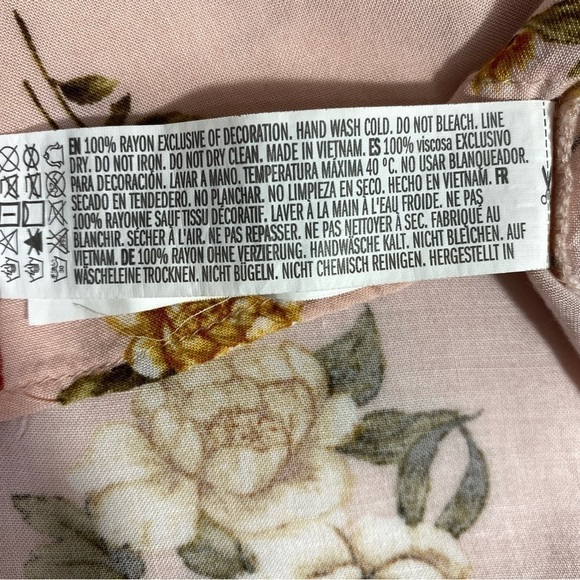 EN 100% RAYON EXCLUSIVE OF DECORATION. HAND WASH COLD. DO NOT BLEACH. LINE
DRY. DO NOT IRON. DO NOT DRY CLEAN. MADE IN VIETNAM. ES 100% viscosa EXCLUSIVO
PARA DECORACIÓN. LAVAR A MANO. TEMPERATURA MÁXIMA 40 ºC. NO USAR BLANQUEADOR.
SECADO EN TENDEDERO. NO PLANCHAR. NO LIMPIEZA EN SECO. HECHO EN VIETNAM. FR
100% RAYONNE SAUF TISSU DÉCORATIF. LAVER À LA MAIN À L'EAU FROIDE. NE PAS
BLANCHIR. SÉCHER À L'AIR. NE PAS REPASSER. NE PAS NETTOYER À SEC. FABRIQUÉ AU
VIETNAM. DE 100% RAYON OHNE VERZIERUNG. HANDWÄSCHE KALT. NICHT BLEICHEN. AUF
WÄSCHELEINE TROCKNEN. NICHT BÜGELN. NICHT CHEMISCH REINIGEN. HERGESTELLT IN